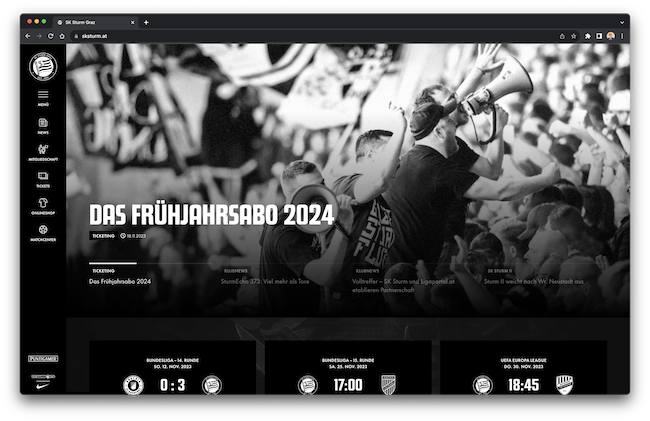 SK Sturm Graz
sksturm.at
MENÜ
NEWS
MITGLIEDSCHAFT
TICKETS
ONLINESHOP
MATCHCENTER
PUNTIGAMER
DAS FRÜHJAHRSABO 2024
TICKETING 18.11.2023
TICKETING
Das Frühjahrsabo 2024
KLUBNEWS
SturmEcho 373: Viel mehr als Tore
KLUBNEWS
Volltreffer – SK Sturm und Ligaportal.at
etablieren Partnerschaft
SK STURM II
Sturm II weicht nach Wr. Neustadt aus
BUNDESLIGA – 14. RUNDE
SO. 12. NOV. 2023
0 : 3
BUNDESLIGA – 15. RUNDE
SA. 25. NOV. 2023
17:00
UEFA EUROPA LEAGUE
DO. 30. NOV. 2023
18:45